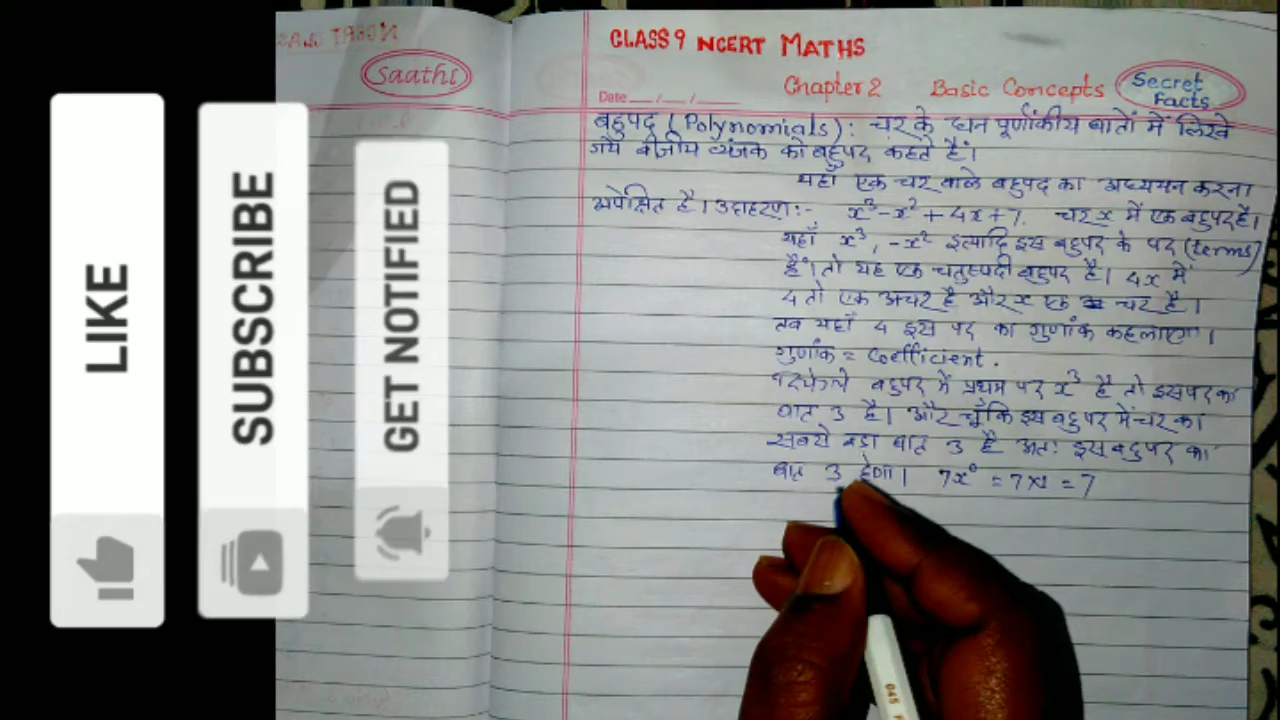 LIKE
SUBSCRIBE
GET NOTIFIED
saathi
CLASS 9 NCERT MATHS
Chapter 2 Basic Concepts Secret Facts
Date __/__/____
बहुपद (Polynomials): चर के धन पूर्णांकीय घातों में लिखे
गये बीजीय व्यंजक को बहुपद कहते हैं।
यहाँ एक चर वाले बहुपद का अध्ययन करना
अपेक्षित है। उदाहरण:- x³-x²+4x+7. चर x में एक बहुपद है।
यहाँ x³, -x² इत्यादि इस बहुपद के पद (terms)
हैं। तो यह एक चतुष्पदी बहुपद है। 4x में
4 तो एक अचर है और x एक चर है।
तब यहाँ 4 इस पद का गुणांक कहलाएगा।
गुणांक = Coefficient.
बहुपद में प्रथम पद x³ है तो इस पद का
घात 3 है। और चूँकि इस बहुपद में चर का
सबसे बड़ा घात 3 है अतः इस बहुपद का
घात 3 होगा। 7x⁰ = 7×1 = 7